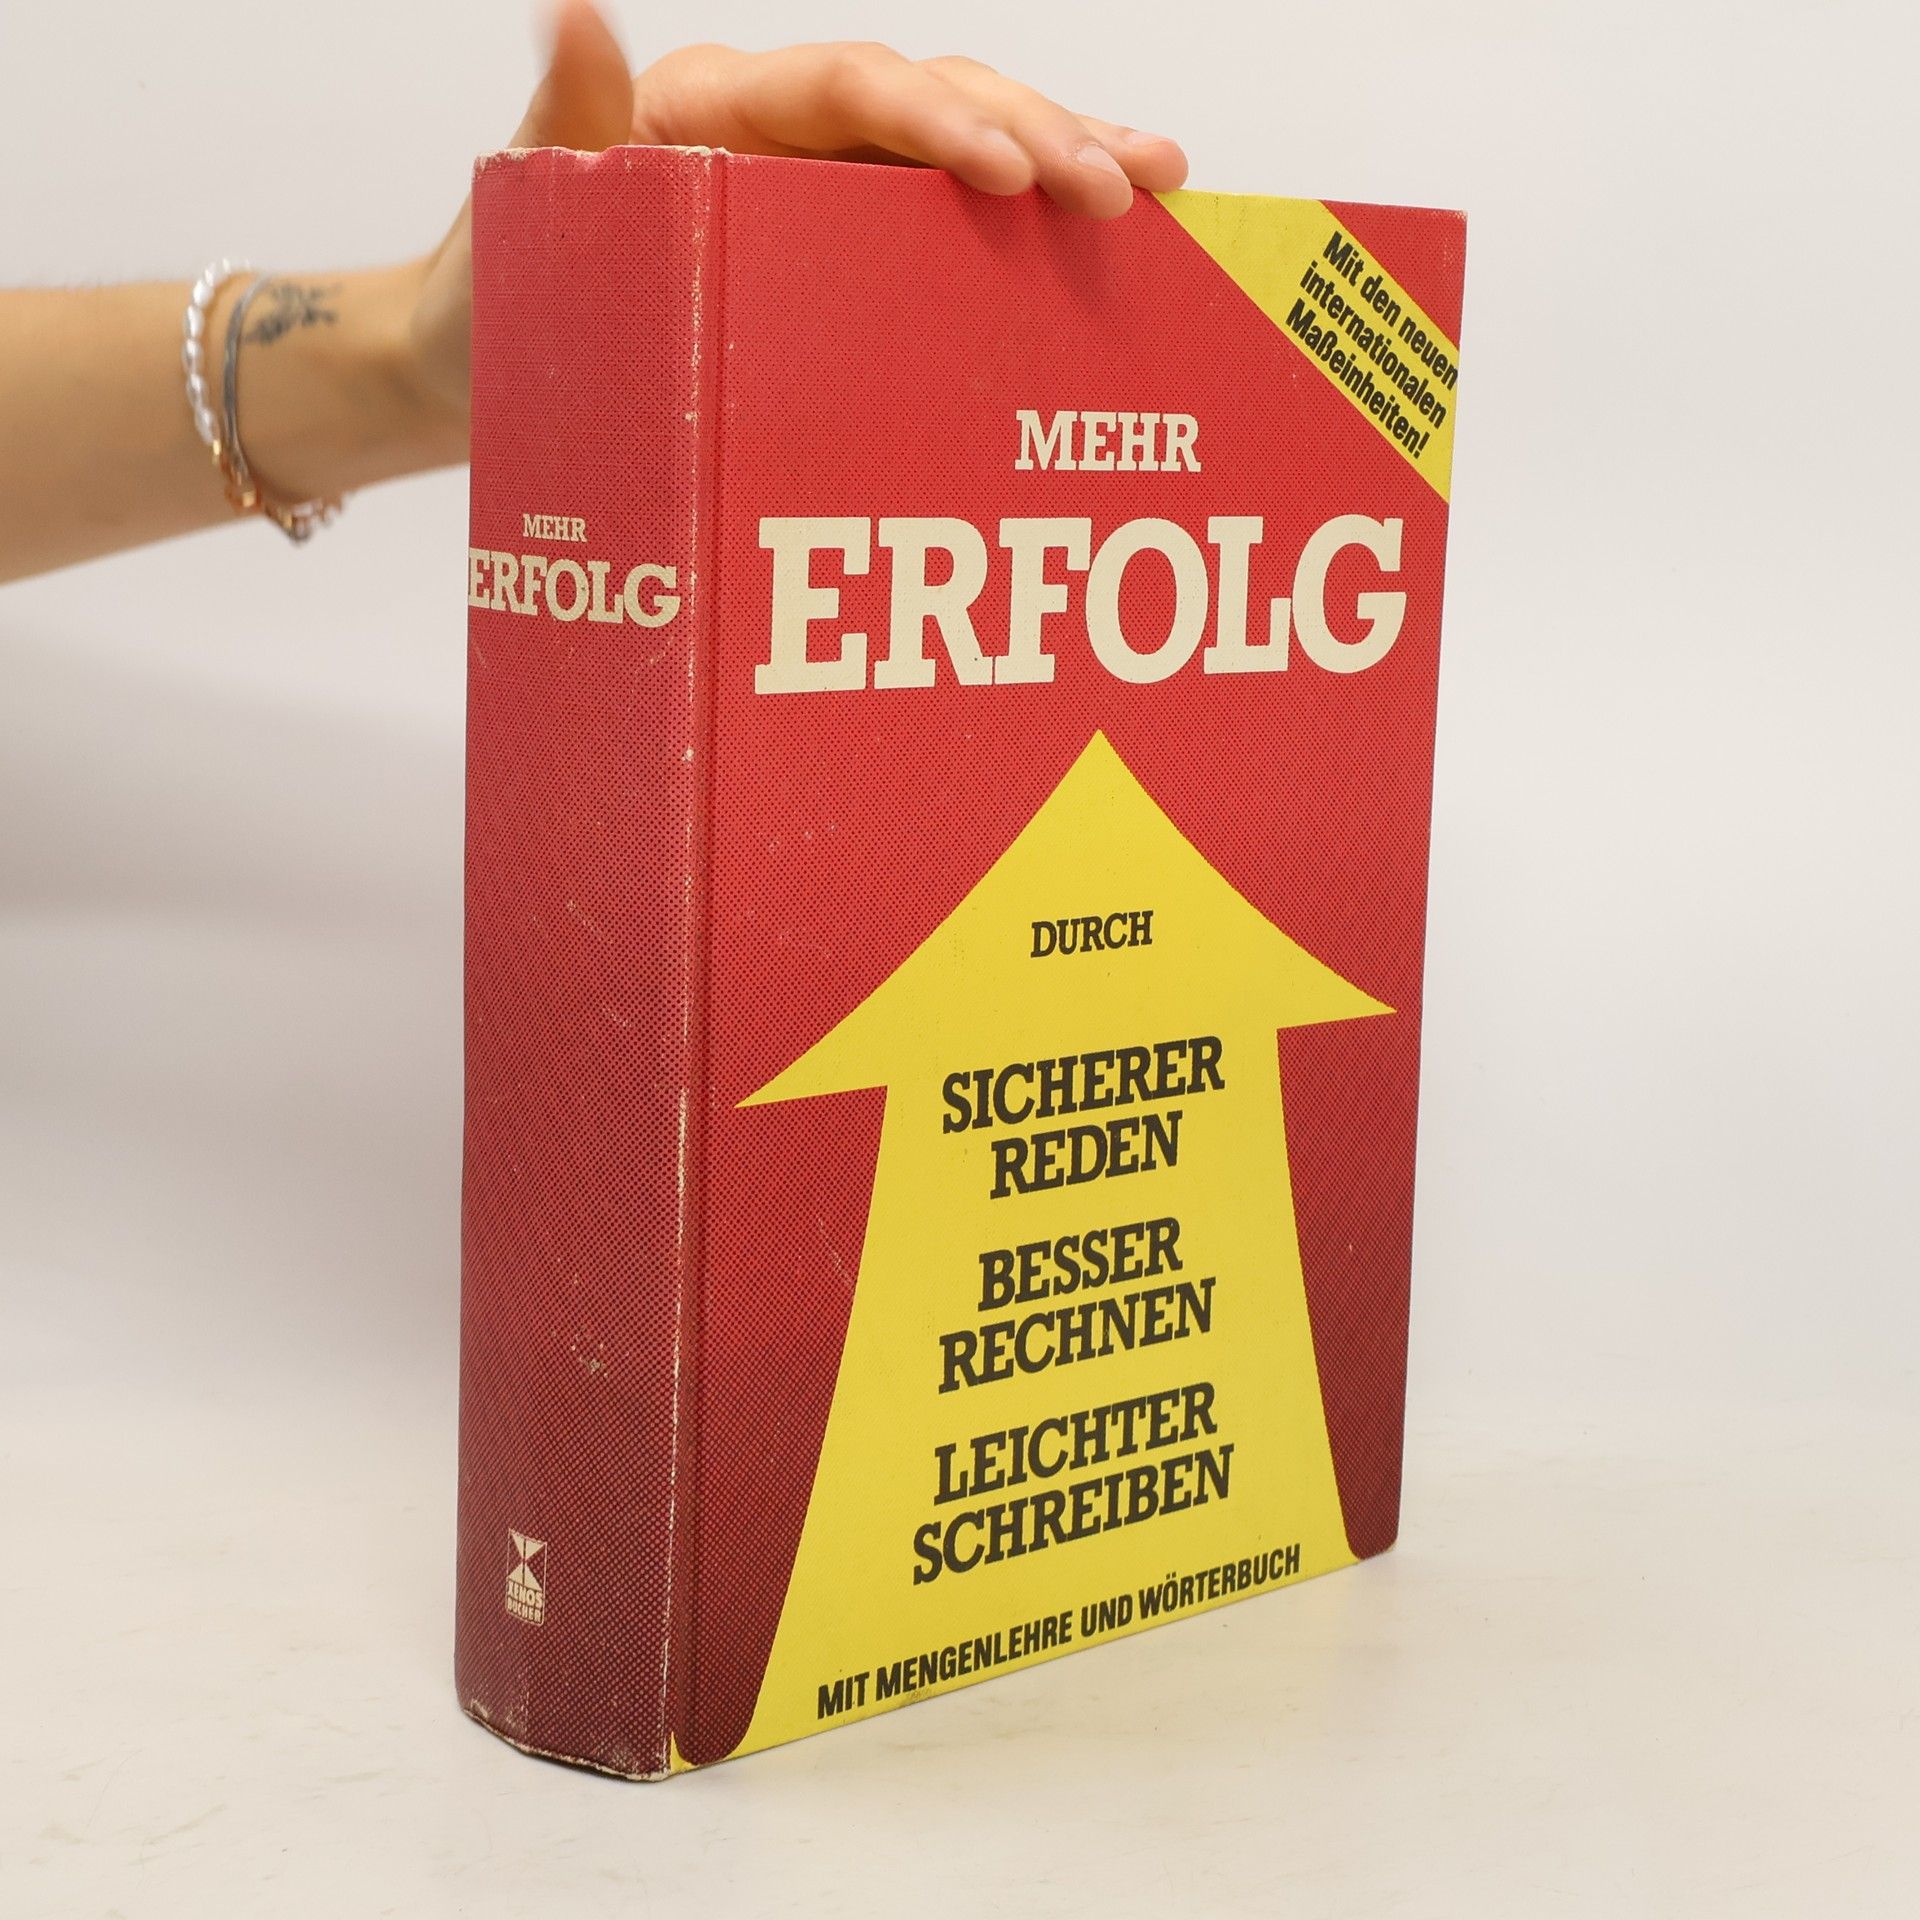 MEHR
ERFOLG
XENOS
BÜCHER
Mit den neuen
internationalen
Maßeinheiten!
MEHR
ERFOLG
DURCH
SICHERER
REDEN
BESSER
RECHNEN
LEICHTER
SCHREIBEN
MIT MENGENLEHRE UND WÖRTERBUCH